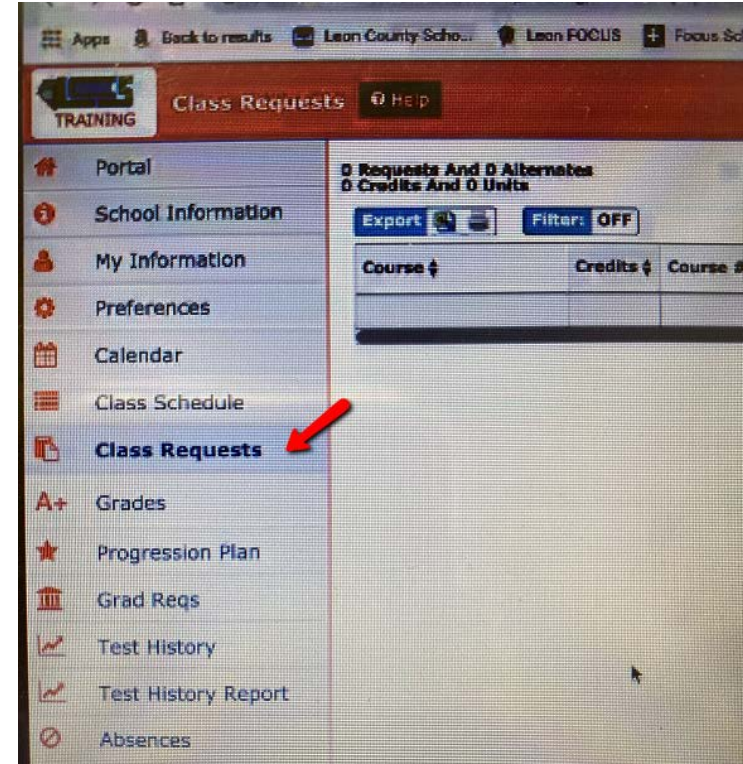 Apps Back to results Leon County Scho... Leon FOCUS Focus Sc
TRAINING
Class Requests Help
Portal
School Information
My Information
Preferences
Calendar
Class Schedule
Class Requests
A+ Grades
Progression Plan
Grad Reqs
Test History
Test History Report
Absences
0 Requests And 0 Alternates
0 Credits And 0 Units
Export Filter: OFF
Course Credits Course #